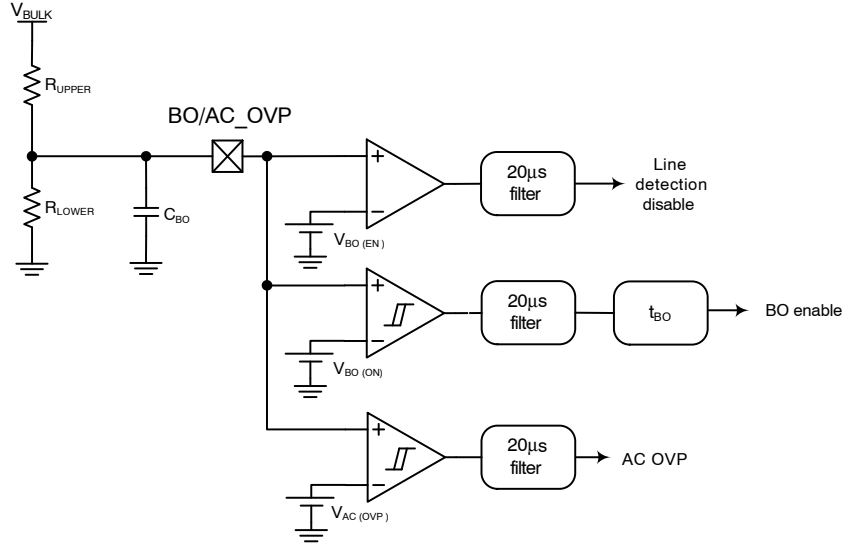 VBULK
RUPPER
BO/AC_OVP
RLOWER
CBO
+
−
VBO (EN)
20µs
filter
Line
detection
disable
+
−
VBO (ON)
20µs
filter
tBO
BO enable
+
−
VAC (OVP)
20µs
filter
AC OVP